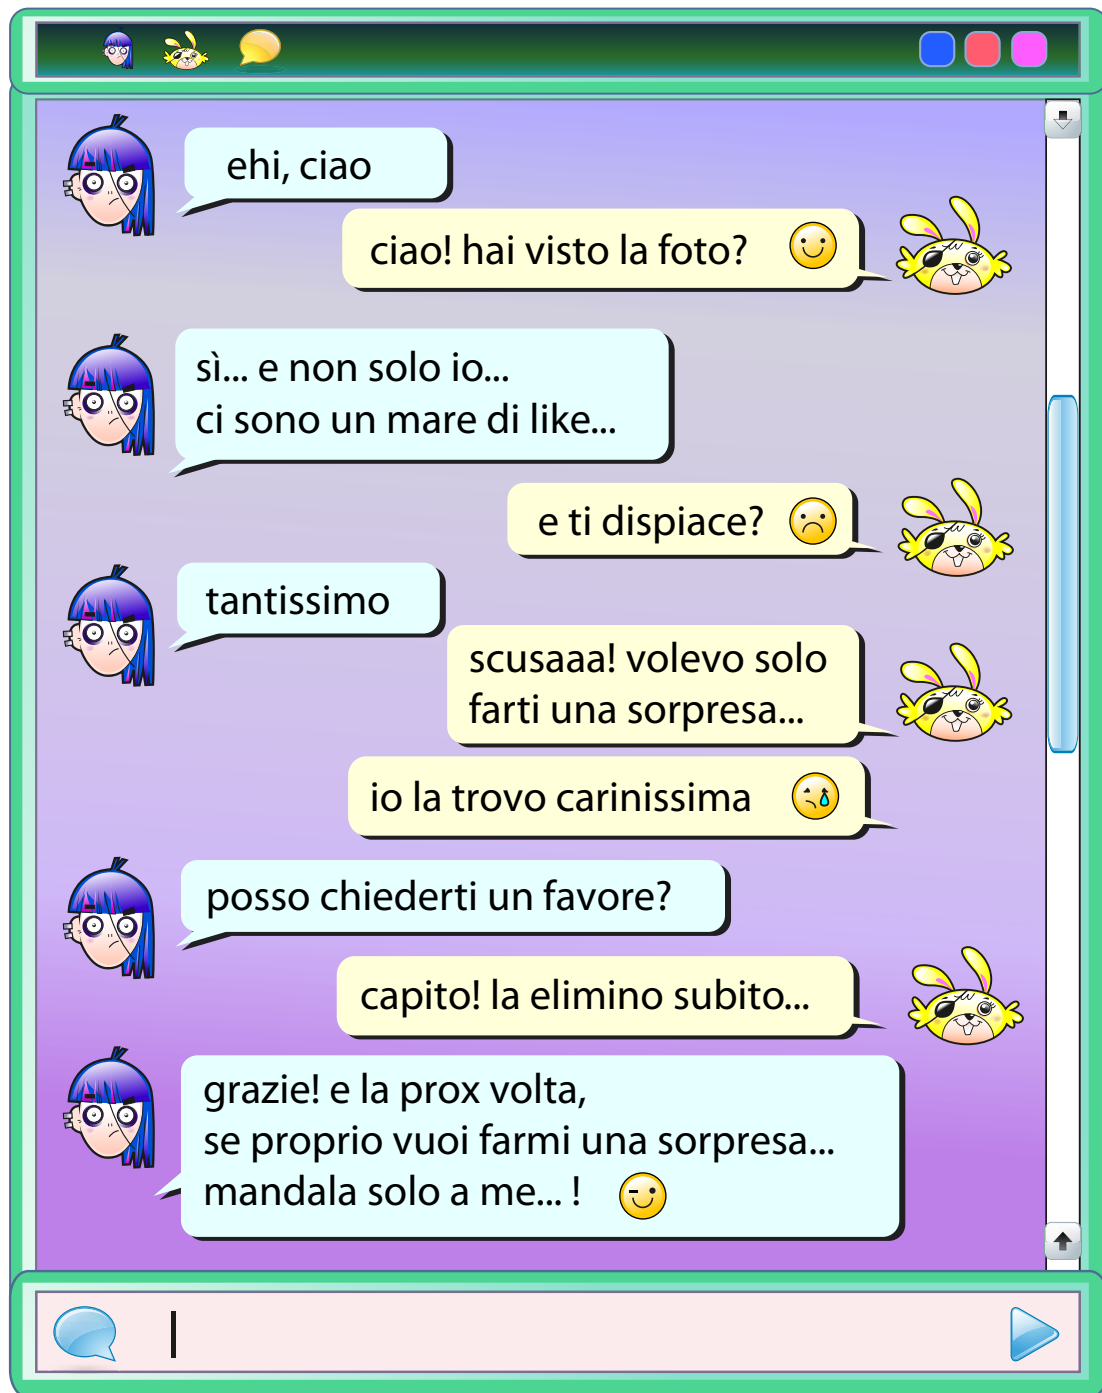 ehi, ciao
ciao! hai visto la foto?
sì... e non solo io...
ci sono un mare di like...
e ti dispiace?
tantissimo
scusaaa! volevo solo
farti una sorpresa...
io la trovo carinissima
posso chiederti un favore?
capito! la elimino subito...
grazie! e la prox volta,
se proprio vuoi farmi una sorpresa...
mandala solo a me... !